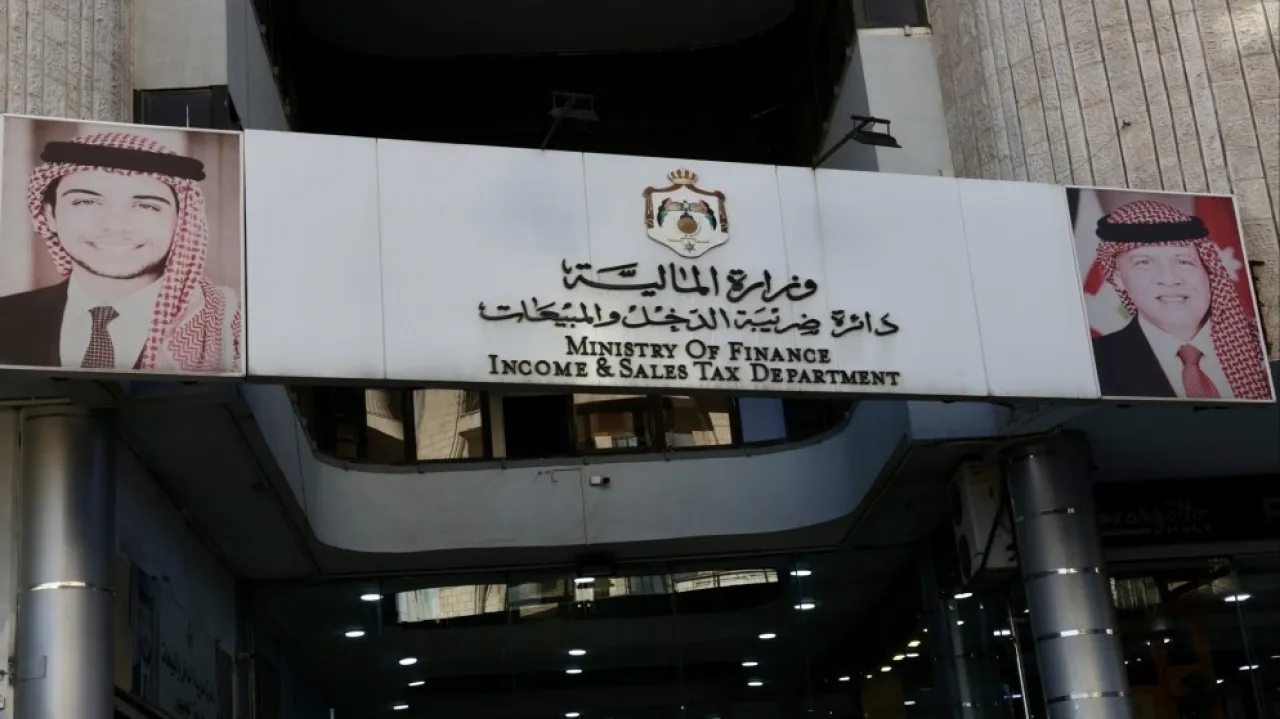 وزارة المالية
دائرة ضريبة الدخل والمبيعات
MINISTRY OF FINANCE
INCOME & SALES TAX DEPARTMENT